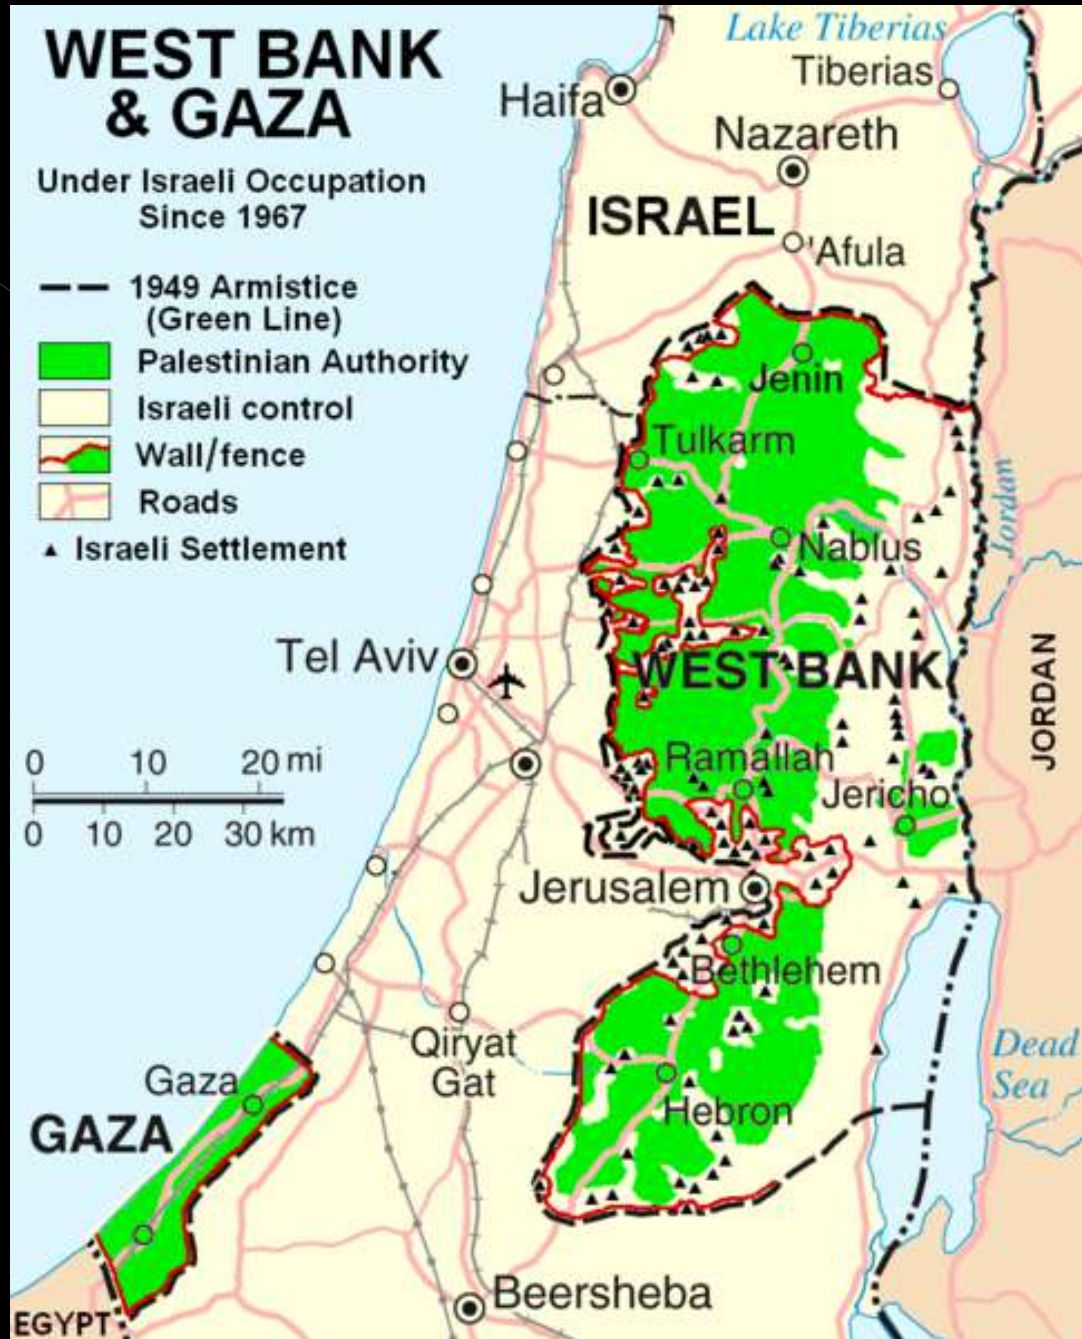 WEST BANK
& GAZA
Under Israeli Occupation
Since 1967
1949 Armistice
(Green Line)
Palestinian Authority
Israeli control
Wall/fence
Roads
Israeli Settlement
Lake Tiberias
Tiberias
Haifa
Nazareth
ISRAEL
'Afula
Jenin
Tulkarm
Jordan
Nablus
Tel Aviv
WEST BANK
JORDAN
0 10 20 mi
0 10 20 30 km
Ramallah
Jericho
Jerusalem
Bethlehem
Qiryat
Gat
Dead
Sea
Gaza
GAZA
Hebron
Beersheba
EGYPT